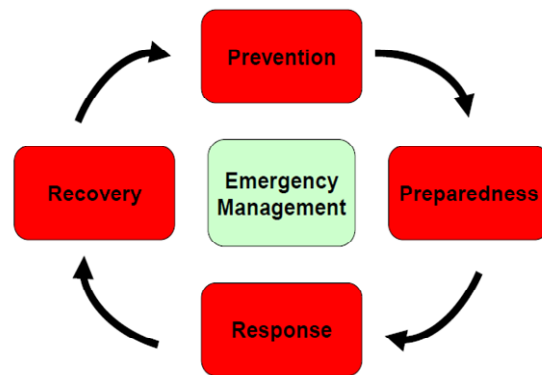 Prevention
Recovery
Emergency
Management
Preparedness
Response